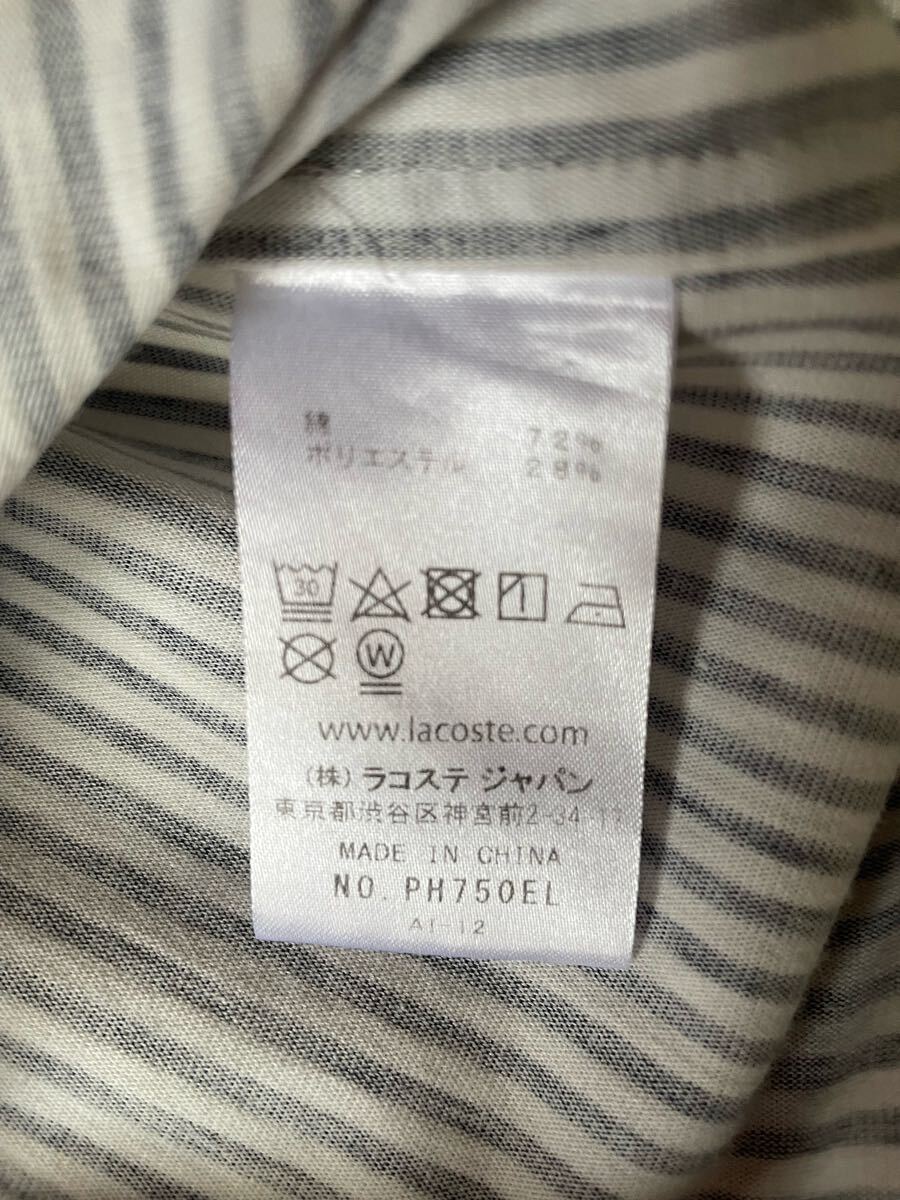 綿 72%
ポリエステル 28%
30
W
www.lacoste.com
(株) ラコステ ジャパン
東京都渋谷区神宮前2-34-17
MADE IN CHINA
NO. PH750EL